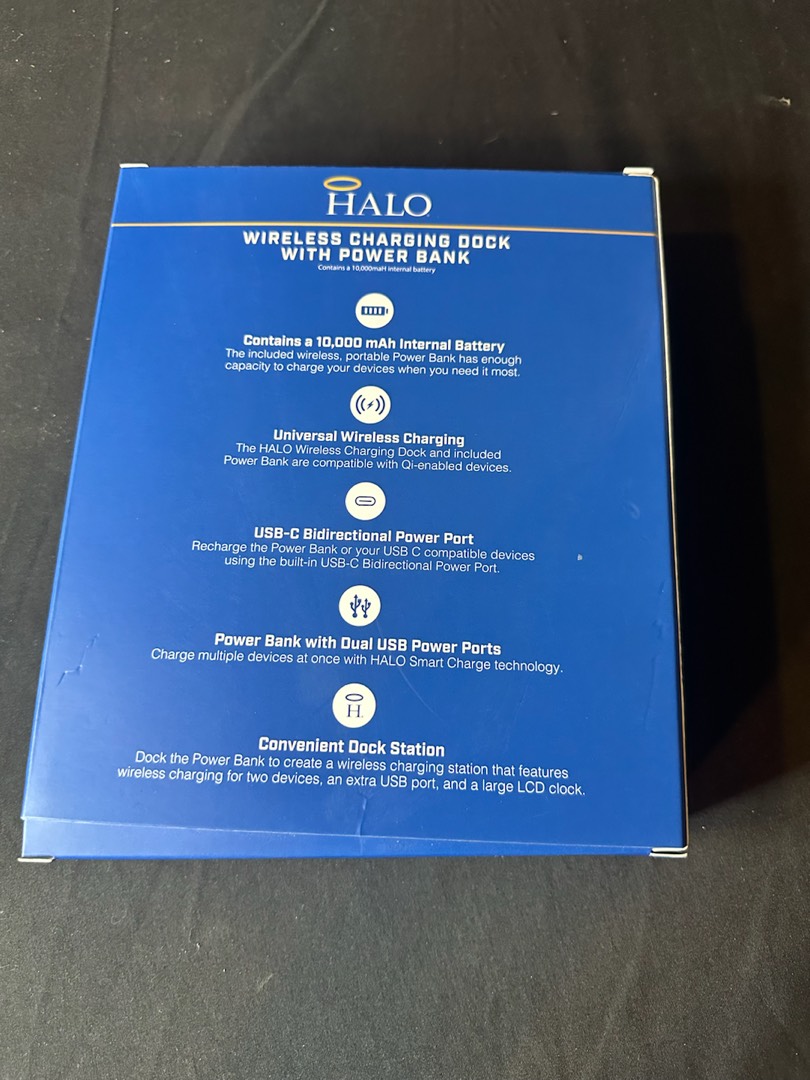 HALO
WIRELESS CHARGING DOCK
WITH POWER BANK
Contains a 10,000maH internal battery
Contains a 10,000 mAh Internal Battery
The included wireless, portable Power Bank has enough
capacity to charge your devices when you need it most.
Universal Wireless Charging
The HALO Wireless Charging Dock and included
Power Bank are compatible with Qi-enabled devices.
USB-C Bidirectional Power Port
Recharge the Power Bank or your USB C compatible devices
using the built-in USB-C Bidirectional Power Port.
Power Bank with Dual USB Power Ports
Charge multiple devices at once with HALO Smart Charge technology.
H
Convenient Dock Station
Dock the Power Bank to create a wireless charging station that features
wireless charging for two devices, an extra USB port, and a large LCD clock.